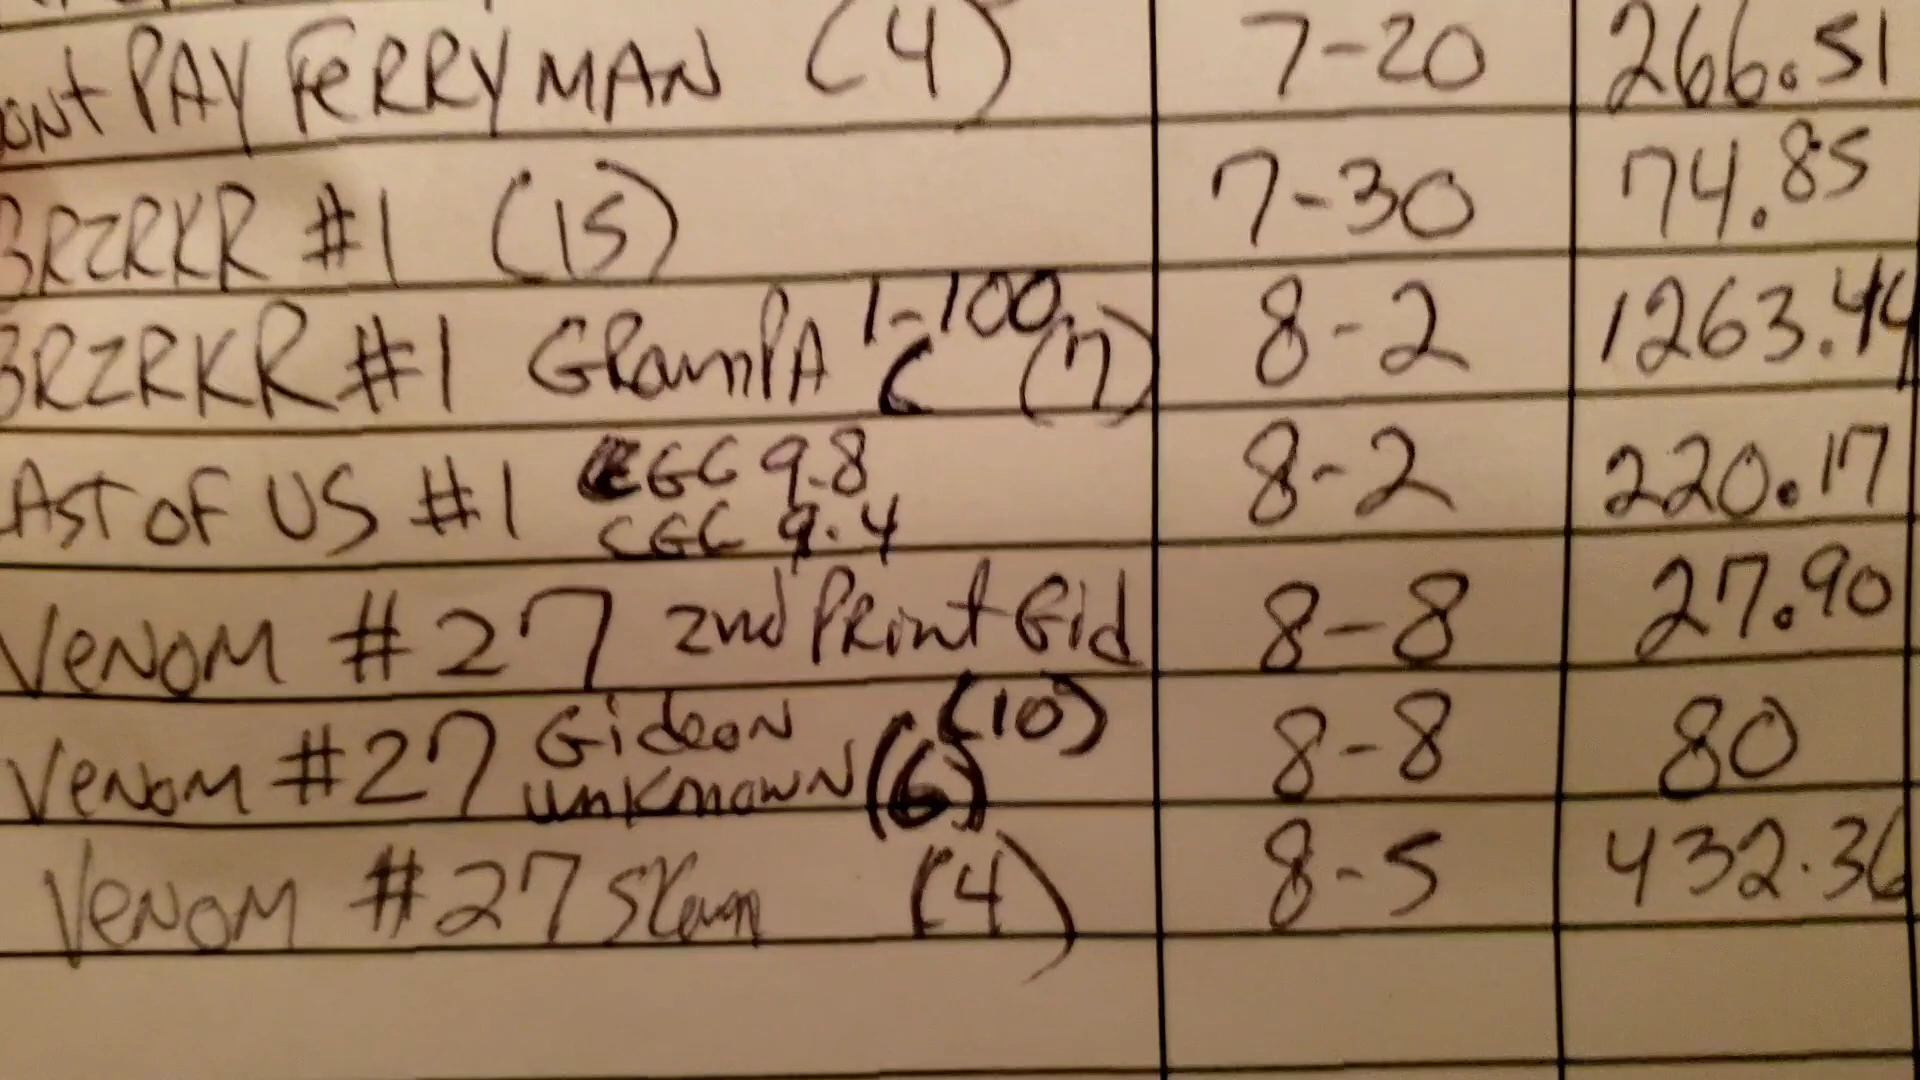 ont PAY FERRYMAN (4) 7-20 266.51
BRZRKR #1 (15) 7-30 74.85
BRZRKR #1 GRAmPA 1-100 (7) 8-2 1263.44
LAST OF US #1 CGC 9.8 8-2 220.17
CGC 9.4
VENOM #27 2nd PRint Gid 8-8 27.90
VENOM #27 Gideon (10) 8-8 80
unknown (6)
VENOM #27 (4) 8-5 432.36